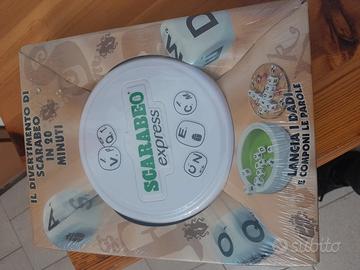 IL DIVERTIMENTO DI
SCARABEO
IN 20
MINUTI
SCARABEO
express
LANCIA I DADI
E COMPONI LE PAROLE
W
D
A
S
Q
O
V
U
N
E
C
subito